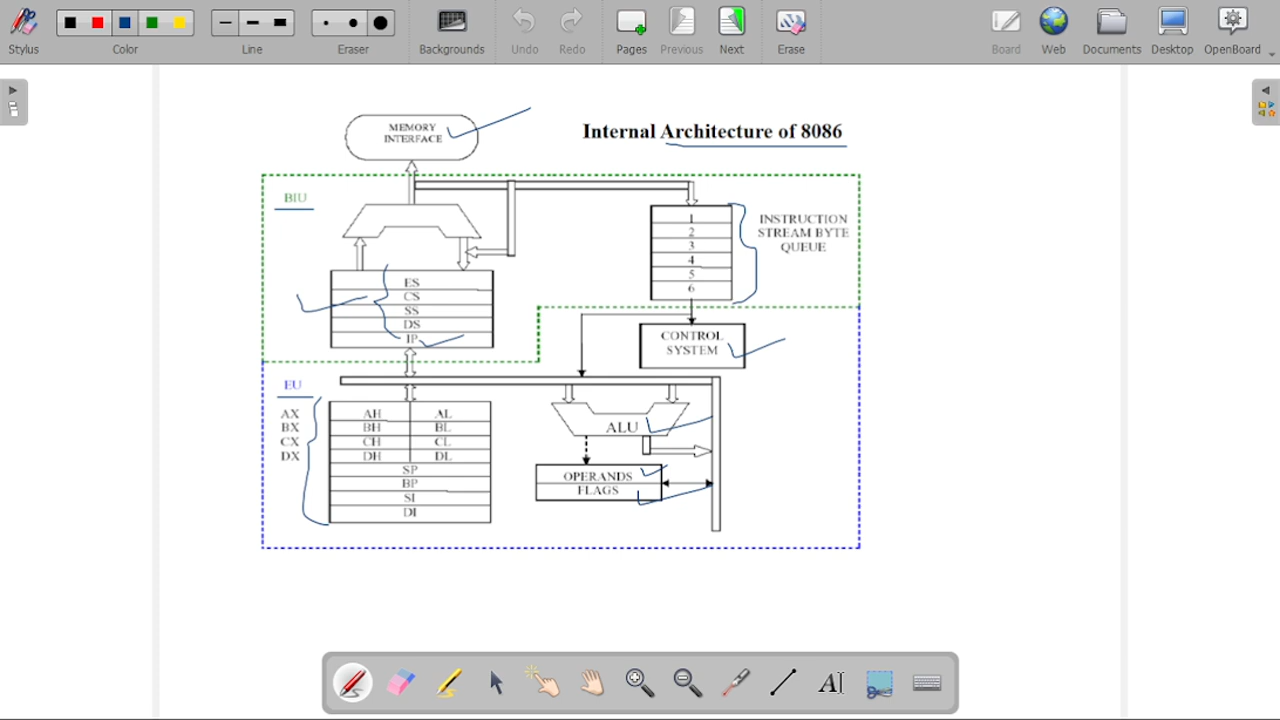 Stylus
Color
Line
Eraser
Backgrounds
Undo
Redo
Pages
Previous
Next
Erase
Board
Web
Documents
Desktop
OpenBoard
MEMORY
INTERFACE
Internal Architecture of 8086
BIU
1
2
3
4
5
6
INSTRUCTION
STREAM BYTE
QUEUE
ES
CS
SS
DS
IP
CONTROL
SYSTEM
EU
AX AH AL
BX BH BL
CX CH CL
DX DH DL
SP
BP
SI
DI
ALU
OPERANDS
FLAGS
AI